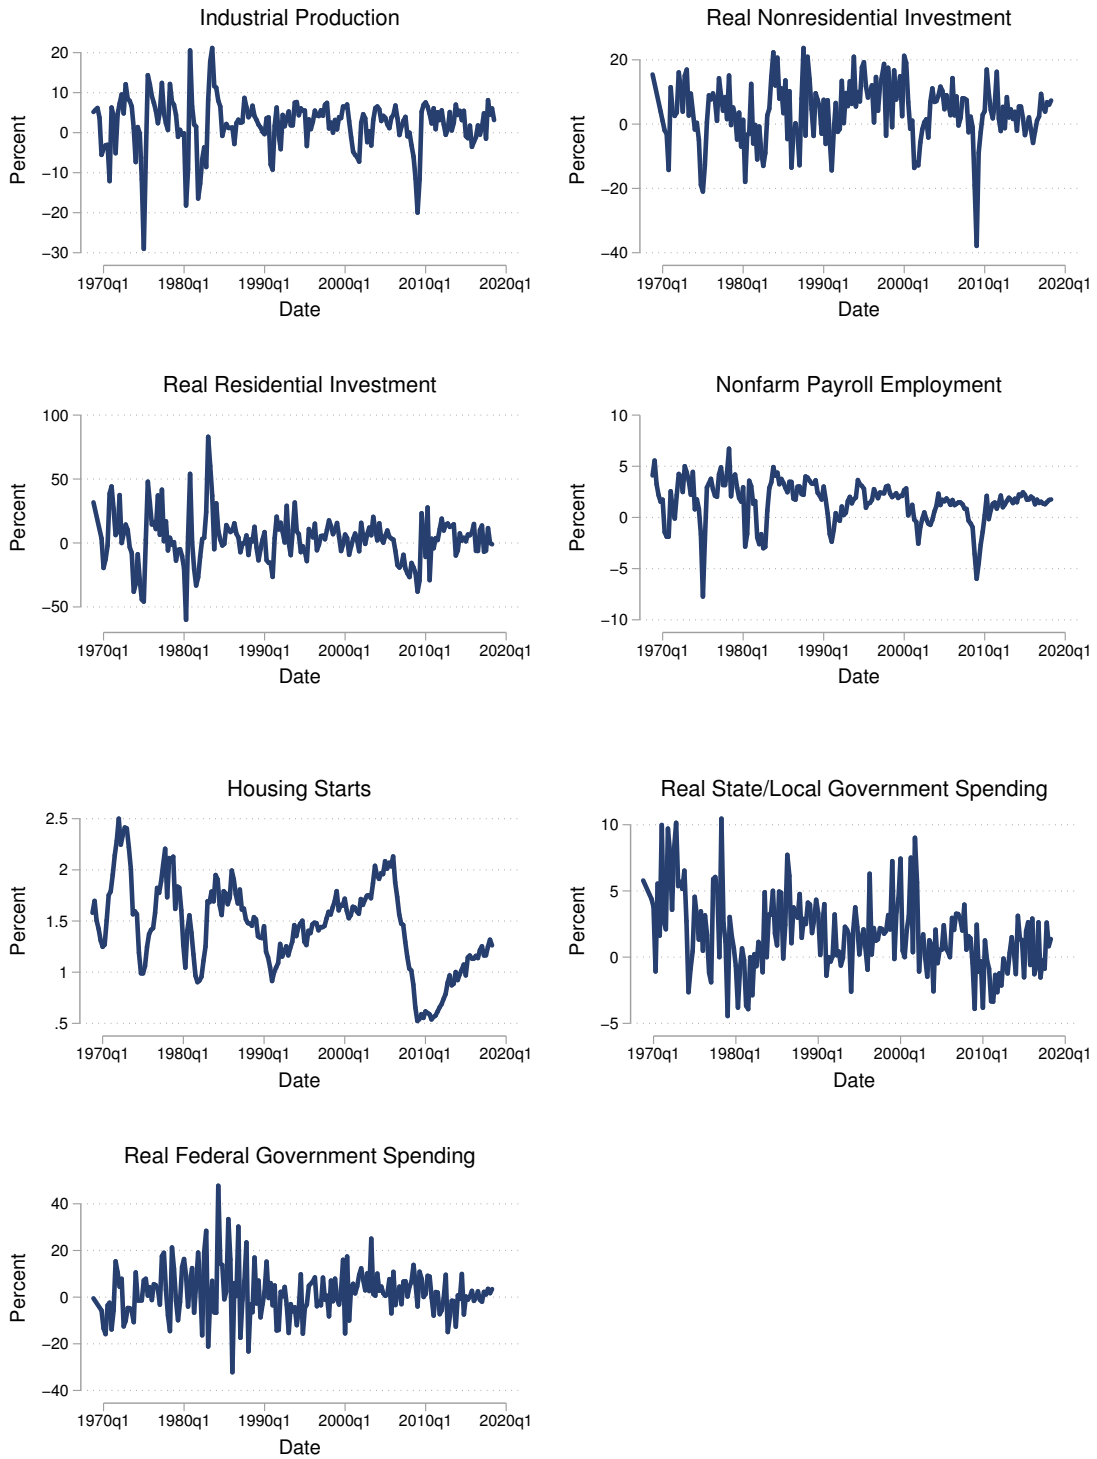 Industrial Production
Percent
20
10
0
−10
−20
−30
1970q1 1980q1 1990q1 2000q1 2010q1 2020q1
Date
Real Nonresidential Investment
Percent
20
0
−20
−40
1970q1 1980q1 1990q1 2000q1 2010q1 2020q1
Date
Real Residential Investment
Percent
100
50
0
−50
1970q1 1980q1 1990q1 2000q1 2010q1 2020q1
Date
Nonfarm Payroll Employment
Percent
10
5
0
−5
−10
1970q1 1980q1 1990q1 2000q1 2010q1 2020q1
Date
Housing Starts
Percent
2.5
2
1.5
1
.5
1970q1 1980q1 1990q1 2000q1 2010q1 2020q1
Date
Real State/Local Government Spending
Percent
10
5
0
−5
1970q1 1980q1 1990q1 2000q1 2010q1 2020q1
Date
Real Federal Government Spending
Percent
40
20
0
−20
−40
1970q1 1980q1 1990q1 2000q1 2010q1 2020q1
Date